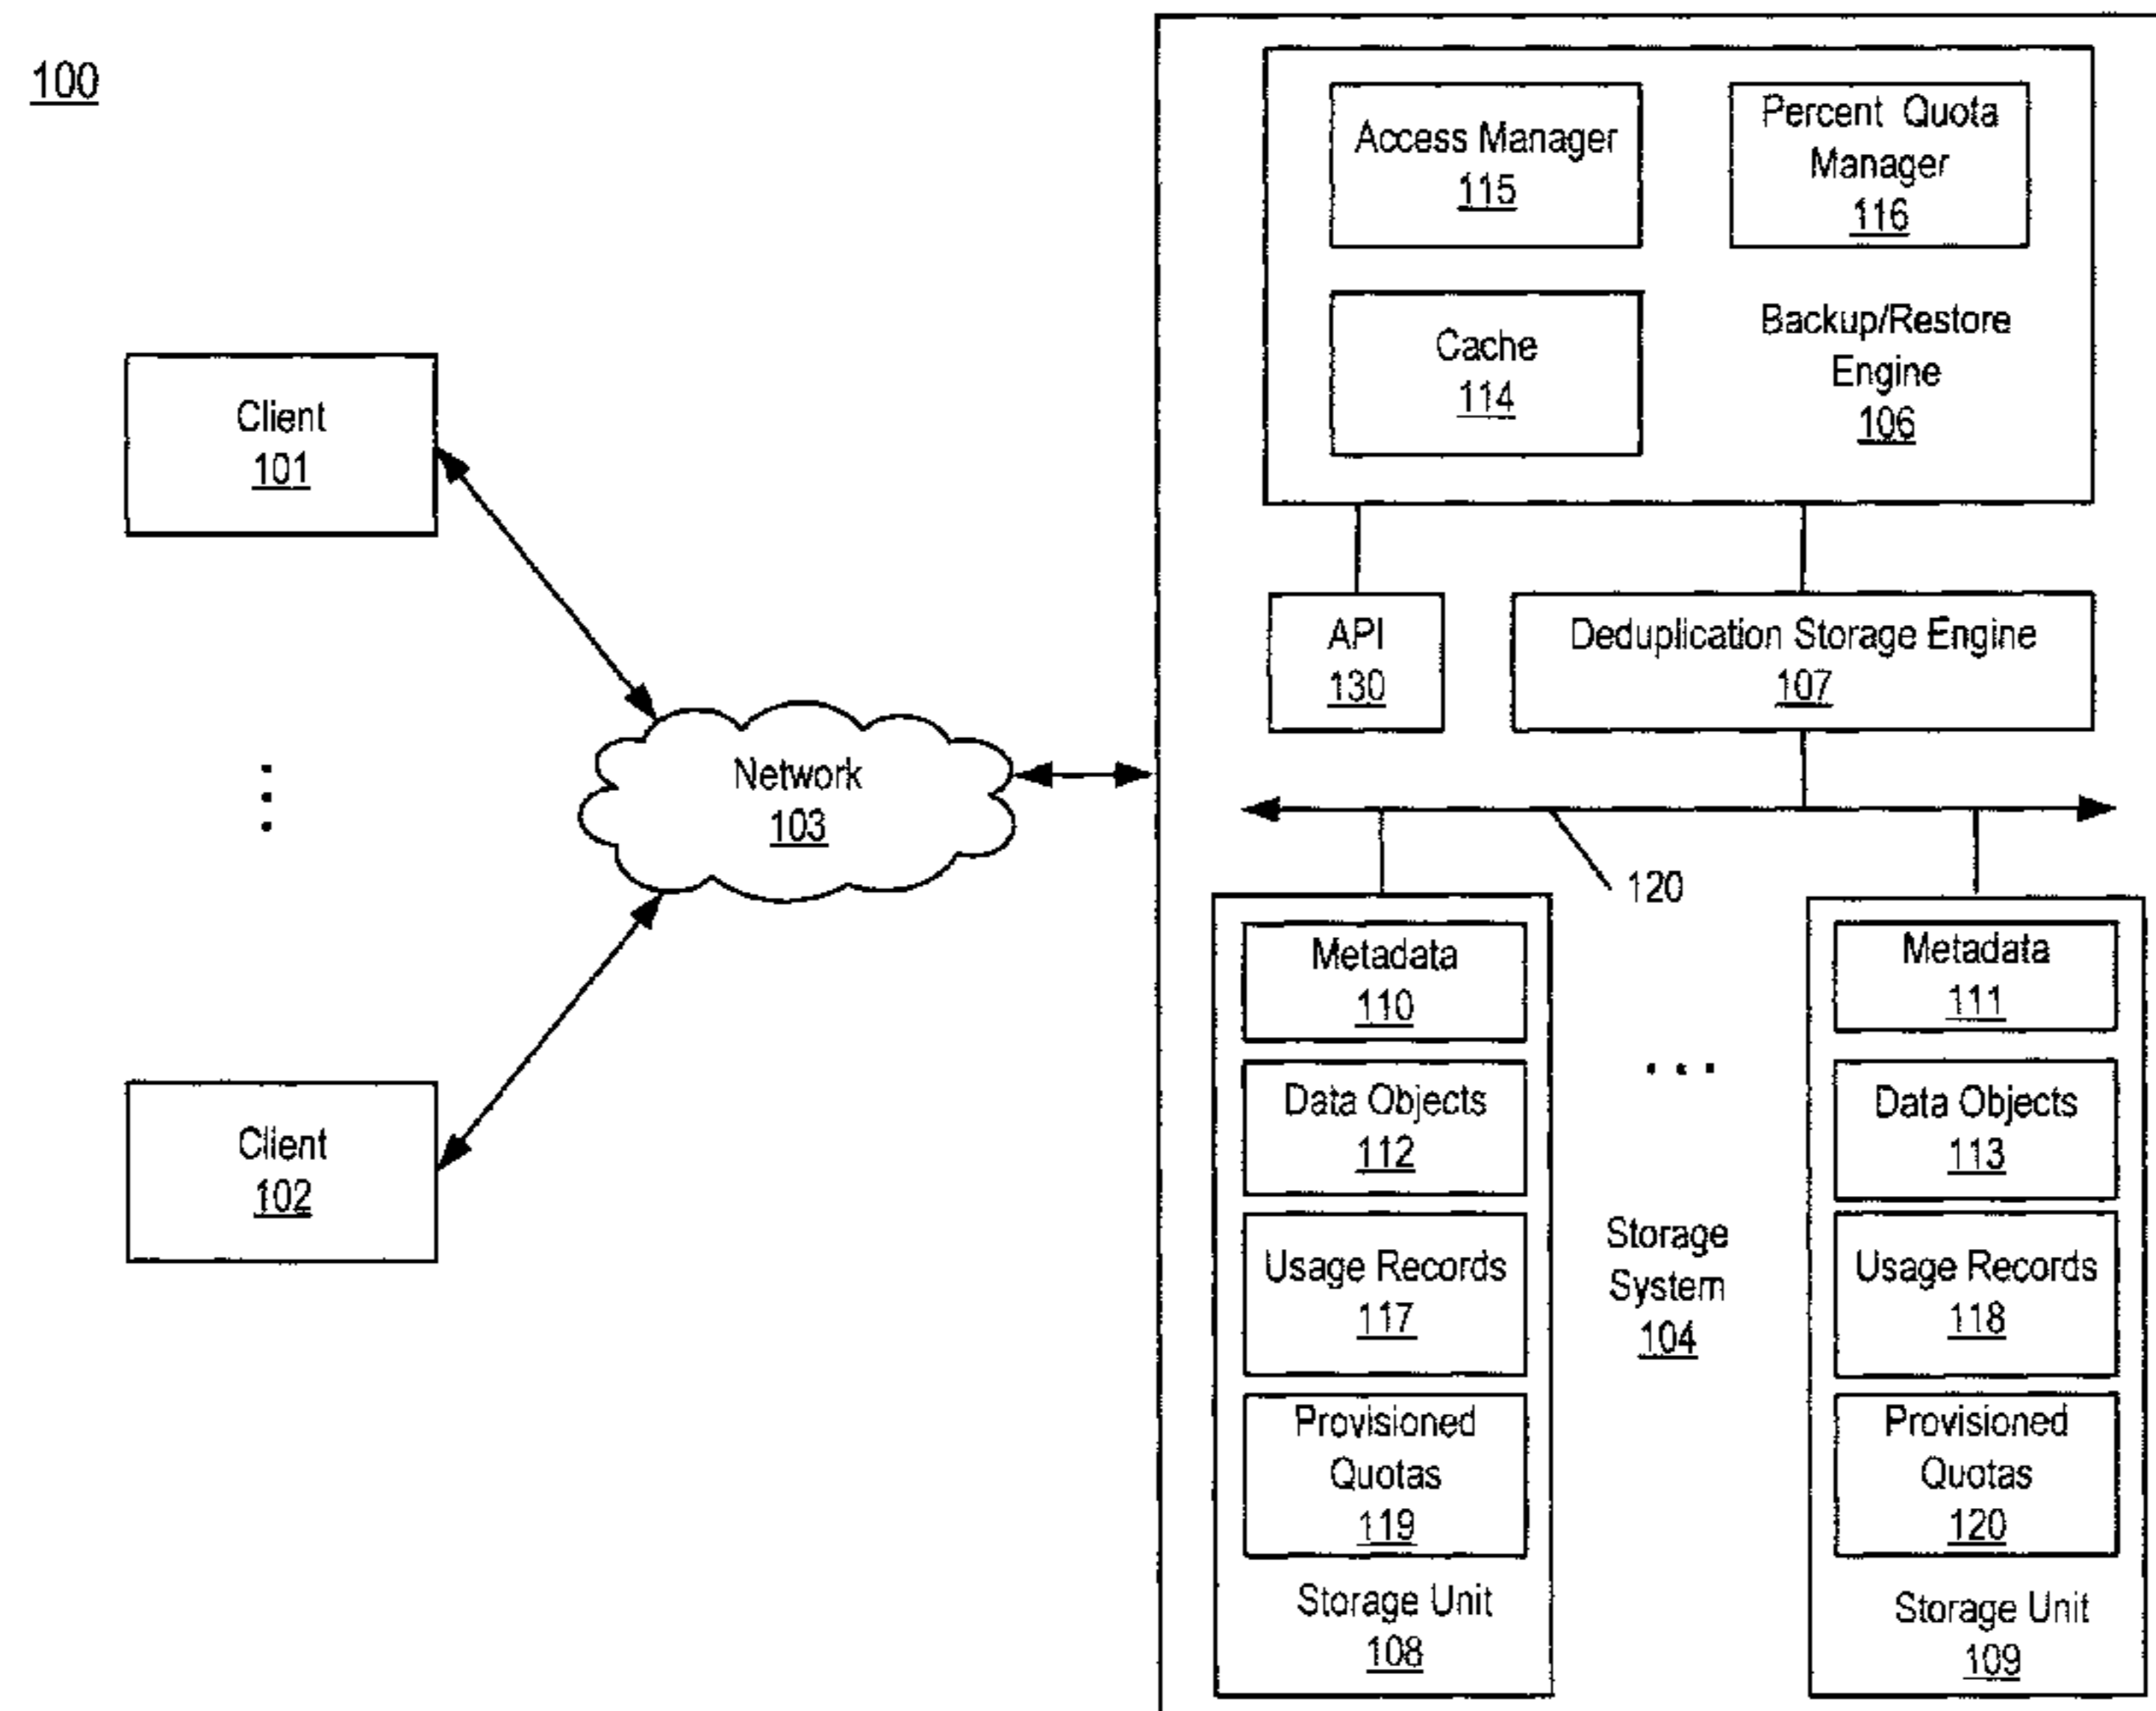 100
Client
101
Client
102
Network
103
Access Manager
115
Percent Quota
Manager
116
Cache
114
Backup/Restore
Engine
106
API
130
Deduplication Storage Engine
107
120
Metadata
110
Data Objects
112
Usage Records
117
Provisioned
Quotas
119
Storage Unit
108
Storage
System
104
Metadata
111
Data Objects
113
Usage Records
118
Provisioned
Quotas
120
Storage Unit
109